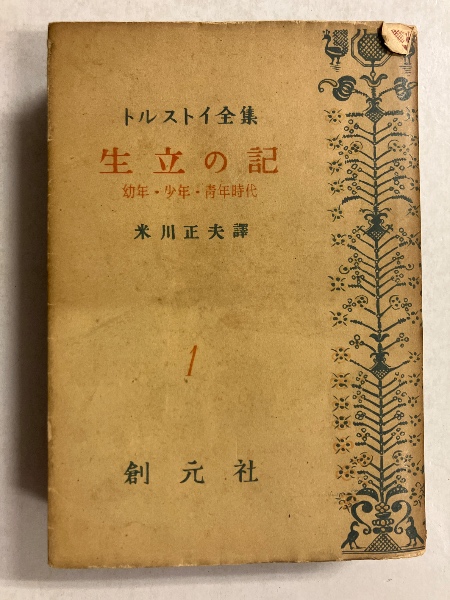 トルストイ全集
生立の記
幼年・少年・青年時代
米川正夫譯
1
創元社